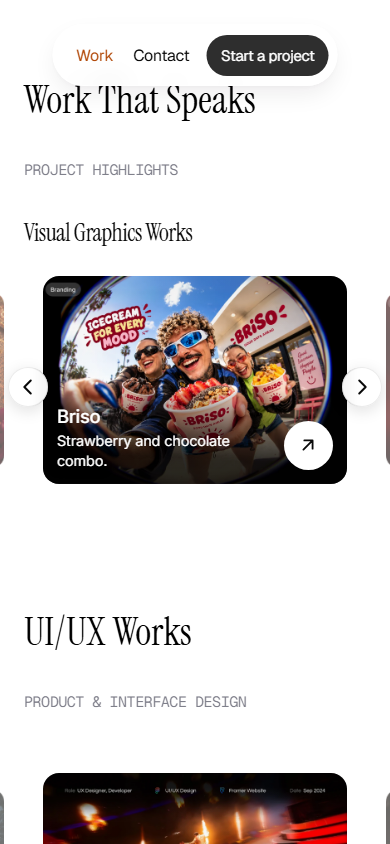 Work Contact Start a project
Work That Speaks
PROJECT HIGHLIGHTS
Visual Graphics Works
Branding
ICECREAM
FOR EVERY
MOOD
BRISO
BRISO
Briso
Strawberry and chocolate
combo.
UI/UX Works
PRODUCT & INTERFACE DESIGN
Role UX Designer, Developer UI/UX Design Framer Website Date Sep 2024